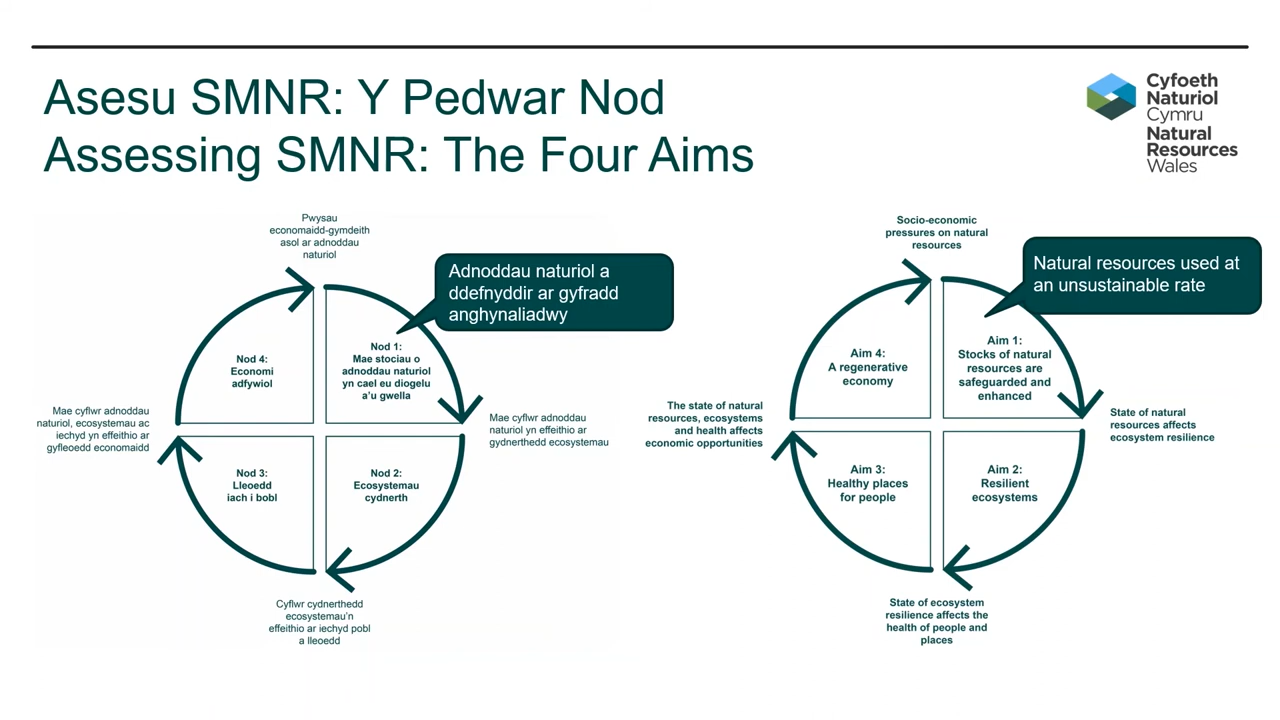 Asesu SMNR: Y Pedwar Nod
Assessing SMNR: The Four Aims
Cyfoeth
Naturiol
Cymru
Natural
Resources
Wales
Pwysau
economaidd-gymdeith
asol ar adnoddau
naturiol
Adnoddau naturiol a
ddefnyddir ar gyfradd
anghynaliadwy
Nod 4:
Economi
adfywiol
Nod 1:
Mae stociau o
adnoddau naturiol
yn cael eu diogelu
a'u gwella
Mae cyflwr adnoddau
naturiol, ecosystemau ac
iechyd yn effeithio ar
gyfleoedd economaidd
Mae cyflwr adnoddau
naturiol yn effeithio ar
gydnerthedd ecosystemau
Nod 3:
Lleoedd
iach i bobl
Nod 2:
Ecosystemau
cydnerth
Cyflwr cydnerthedd
ecosystemau'n
effeithio ar iechyd pobl
a lleoedd
Socio-economic
pressures on natural
resources
Natural resources used at
an unsustainable rate
Aim 4:
A regenerative
economy
Aim 1:
Stocks of natural
resources are
safeguarded and
enhanced
The state of natural
resources, ecosystems
and health affects
economic opportunities
State of natural
resources affects
ecosystem resilience
Aim 3:
Healthy places
for people
Aim 2:
Resilient
ecosystems
State of ecosystem
resilience affects the
health of people and
places